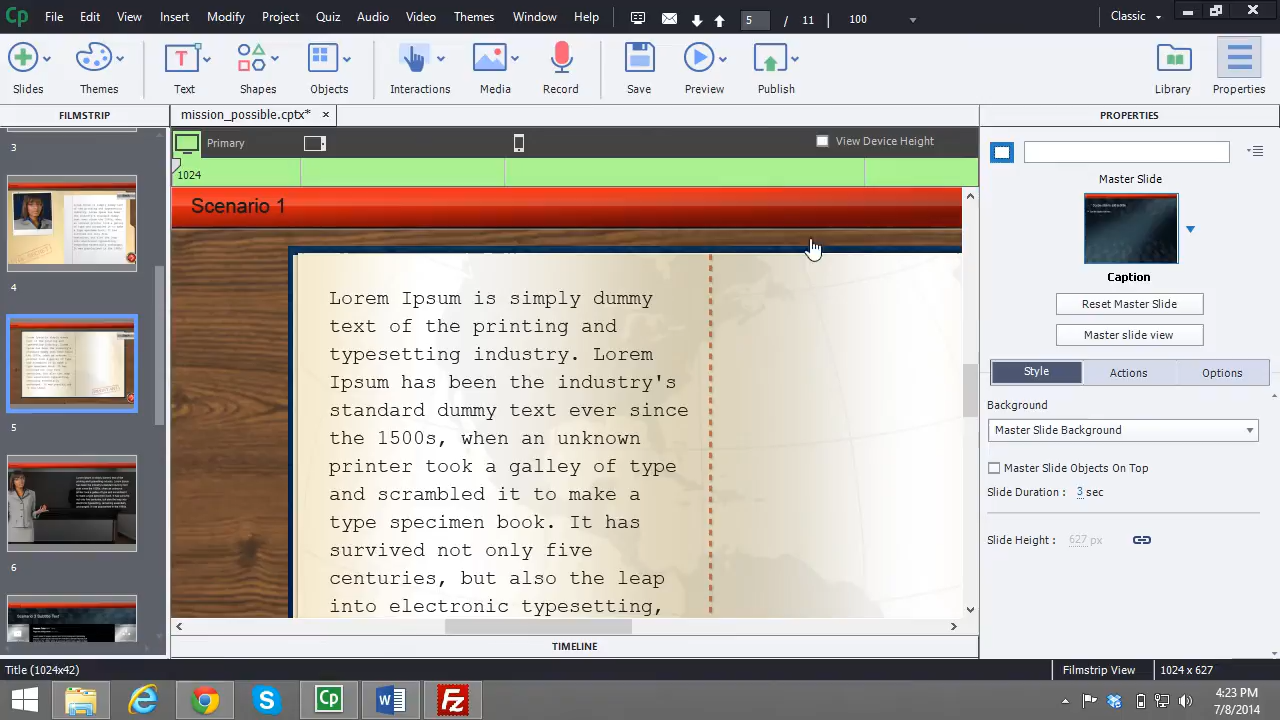 Cp File Edit View Insert Modify Project Quiz Audio Video Themes Window Help 5 / 11 100 Classic
Slides Themes Text Shapes Objects Interactions Media Record Save Preview Publish Library Properties
FILMSTRIP mission_possible.cptx* PROPERTIES
Primary View Device Height
1024
3
4
5
6
Scenario 1
Lorem Ipsum is simply dummy
text of the printing and
typesetting industry. Lorem
Ipsum has been the industry's
standard dummy text ever since
the 1500s, when an unknown
printer took a galley of type
and scrambled it to make a
type specimen book. It has
survived not only five
centuries, but also the leap
into electronic typesetting,
TIMELINE
Master Slide
Caption
Reset Master Slide
Master slide view
Style Actions Options
Background
Master Slide Background
Master Slide Objects On Top
Slide Duration : 3 sec
Slide Height : 627 px
Title (1024x42) Filmstrip View 1024 x 627
4:23 PM
7/8/2014